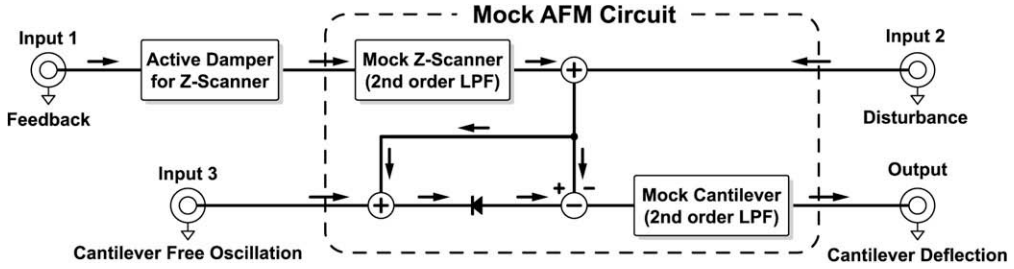 Mock AFM Circuit
Input 1
Active Damper
for Z-Scanner
Mock Z-Scanner
(2nd order LPF)
+
Input 2
Feedback
Disturbance
Input 3
+
+
−
−
Mock Cantilever
(2nd order LPF)
Output
Cantilever Free Oscillation
Cantilever Deflection